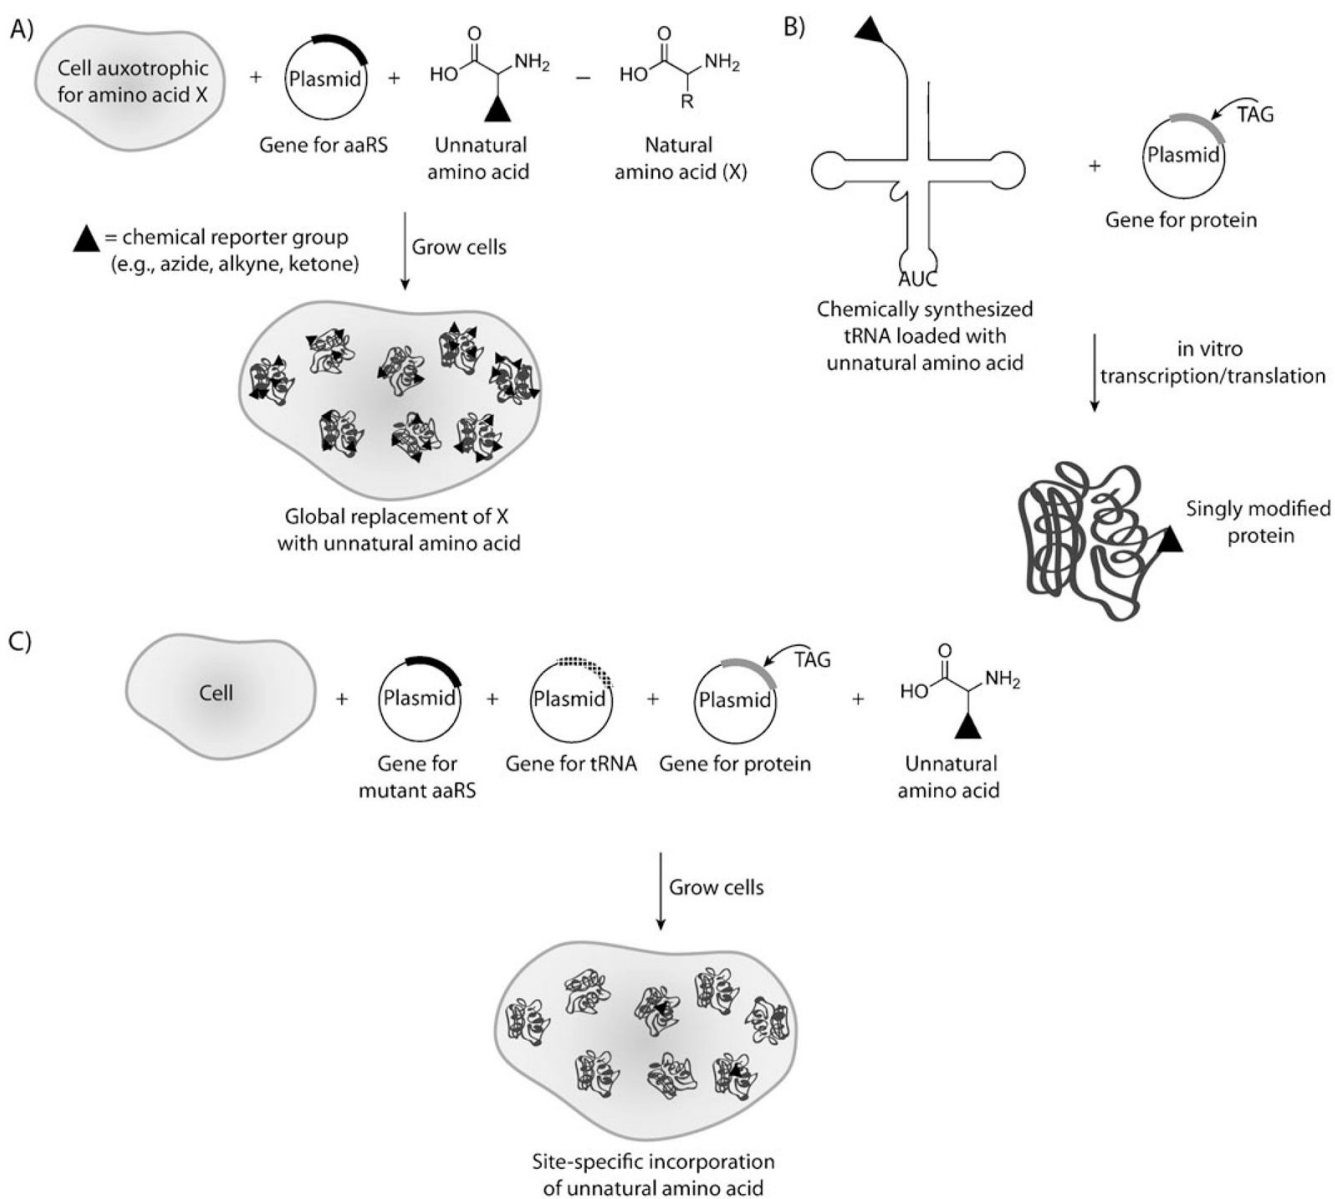 A)
Cell auxotrophic
for amino acid X
+
Plasmid
Gene for aaRS
+
O
HO
NH₂
Unnatural
amino acid
–
O
HO
NH₂
R
Natural
amino acid (X)
= chemical reporter group
(e.g., azide, alkyne, ketone)
Grow cells
Global replacement of X
with unnatural amino acid
B)
AUC
Chemically synthesized
tRNA loaded with
unnatural amino acid
+
TAG
Plasmid
Gene for protein
in vitro
transcription/translation
Singly modified
protein
C)
Cell
+
Plasmid
Gene for
mutant aaRS
+
Plasmid
Gene for tRNA
+
TAG
Plasmid
Gene for protein
+
O
HO
NH₂
Unnatural
amino acid
Grow cells
Site-specific incorporation
of unnatural amino acid